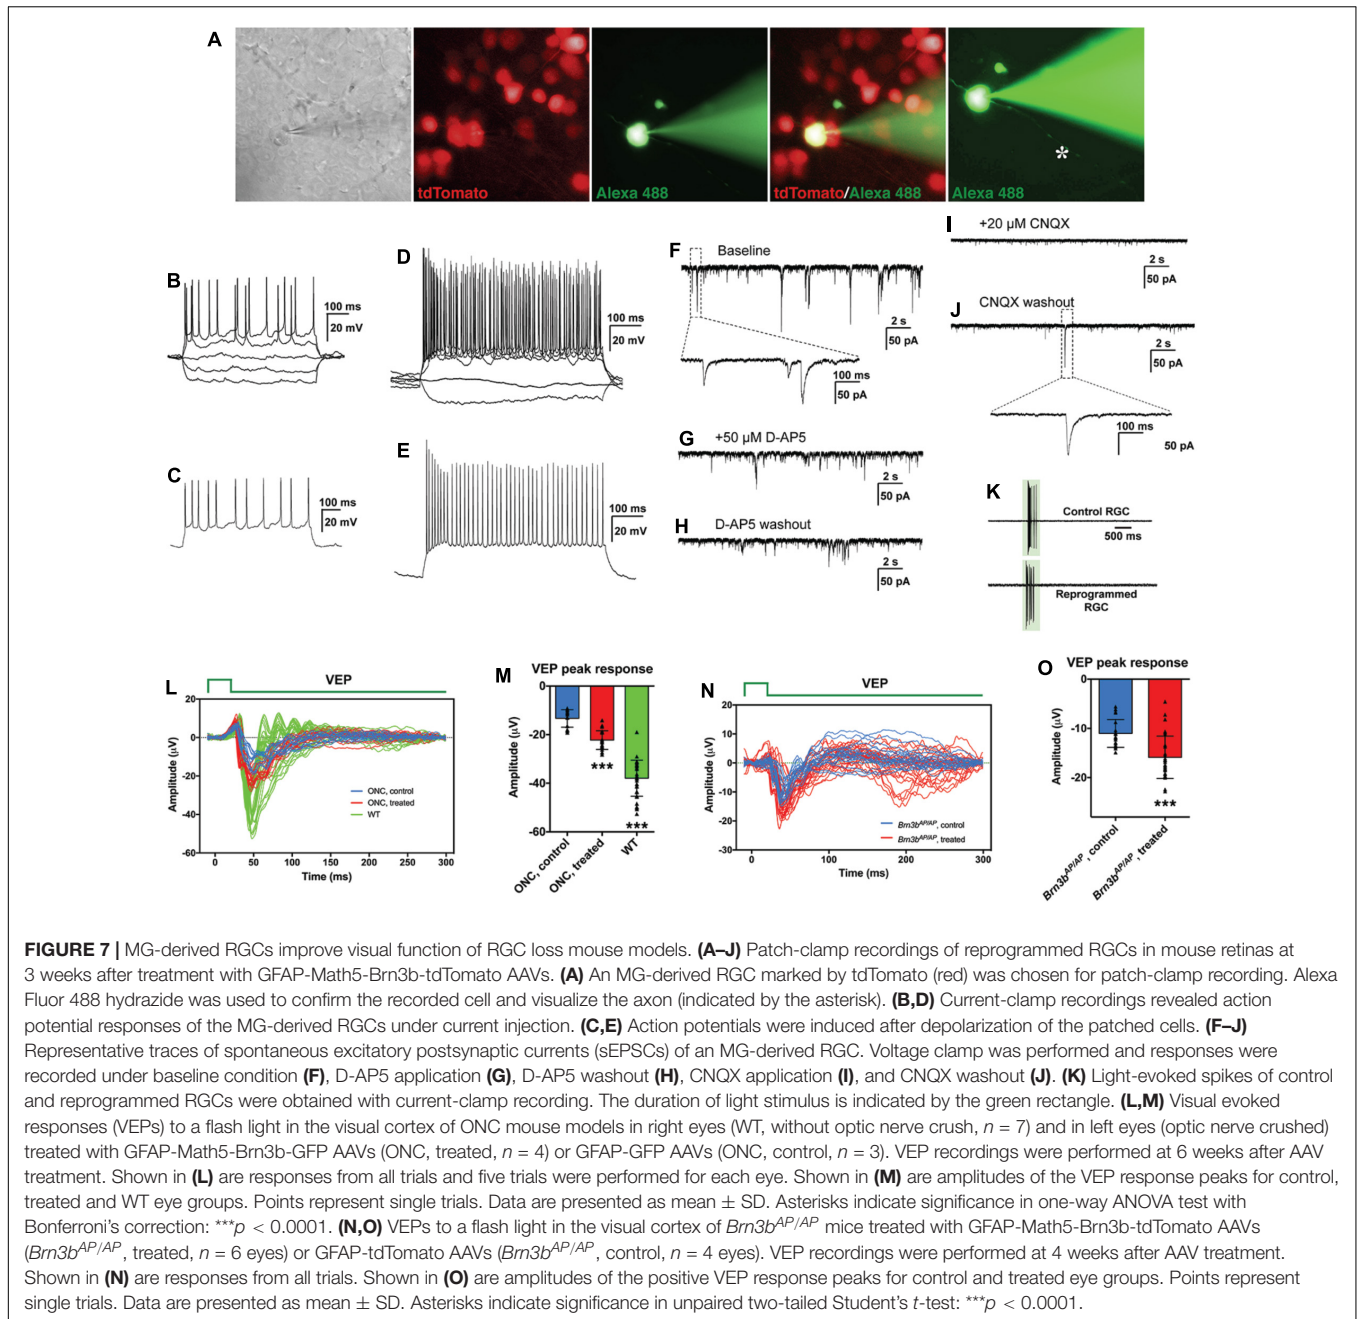 A
tdTomato
Alexa 488
tdTomato/Alexa 488
Alexa 488
*
B
100 ms
20 mV
C
100 ms
20 mV
D
100 ms
20 mV
E
100 ms
20 mV
F
Baseline
2 s
50 pA
100 ms
50 pA
G
+50 µM D-AP5
2 s
50 pA
H
D-AP5 washout
2 s
50 pA
I
+20 µM CNQX
2 s
50 pA
J
CNQX washout
2 s
50 pA
100 ms
50 pA
K
Control RGC
500 ms
Reprogrammed
RGC
L
VEP
20
0
-20
-40
-60
Amplitude (µV)
ONC, control
ONC, treated
WT
0
50
100
150
200
250
300
Time (ms)
M
VEP peak response
0
-20
-40
-60
Amplitude (µV)
***
***
ONC, control
ONC, treated
WT
N
VEP
20
10
0
-10
-20
-30
Amplitude (µV)
Brn3bAP/AP, control
Brn3bAP/AP, treated
0
100
200
300
Time (ms)
O
VEP peak response
0
-10
-20
Amplitude (µV)
***
Brn3bAP/AP, control
Brn3bAP/AP, treated
FIGURE 7 | MG-derived RGCs improve visual function of RGC loss mouse models. (A–J) Patch-clamp recordings of reprogrammed RGCs in mouse retinas at
3 weeks after treatment with GFAP-Math5-Brn3b-tdTomato AAVs. (A) An MG-derived RGC marked by tdTomato (red) was chosen for patch-clamp recording. Alexa
Fluor 488 hydrazide was used to confirm the recorded cell and visualize the axon (indicated by the asterisk). (B,D) Current-clamp recordings revealed action
potential responses of the MG-derived RGCs under current injection. (C,E) Action potentials were induced after depolarization of the patched cells. (F–J)
Representative traces of spontaneous excitatory postsynaptic currents (sEPSCs) of an MG-derived RGC. Voltage clamp was performed and responses were
recorded under baseline condition (F), D-AP5 application (G), D-AP5 washout (H), CNQX application (I), and CNQX washout (J). (K) Light-evoked spikes of control
and reprogrammed RGCs were obtained with current-clamp recording. The duration of light stimulus is indicated by the green rectangle. (L,M) Visual evoked
responses (VEPs) to a flash light in the visual cortex of ONC mouse models in right eyes (WT, without optic nerve crush, n = 7) and in left eyes (optic nerve crushed)
treated with GFAP-Math5-Brn3b-GFP AAVs (ONC, treated, n = 4) or GFAP-GFP AAVs (ONC, control, n = 3). VEP recordings were performed at 6 weeks after AAV
treatment. Shown in (L) are responses from all trials and five trials were performed for each eye. Shown in (M) are amplitudes of the VEP response peaks for control,
treated and WT eye groups. Points represent single trials. Data are presented as mean ± SD. Asterisks indicate significance in one-way ANOVA test with
Bonferroni's correction: ***p < 0.0001. (N,O) VEPs to a flash light in the visual cortex of Brn3bAP/AP mice treated with GFAP-Math5-Brn3b-tdTomato AAVs
(Brn3bAP/AP, treated, n = 6 eyes) or GFAP-tdTomato AAVs (Brn3bAP/AP, control, n = 4 eyes). VEP recordings were performed at 4 weeks after AAV treatment.
Shown in (N) are responses from all trials. Shown in (O) are amplitudes of the positive VEP response peaks for control and treated eye groups. Points represent
single trials. Data are presented as mean ± SD. Asterisks indicate significance in unpaired two-tailed Student's t-test: ***p < 0.0001.